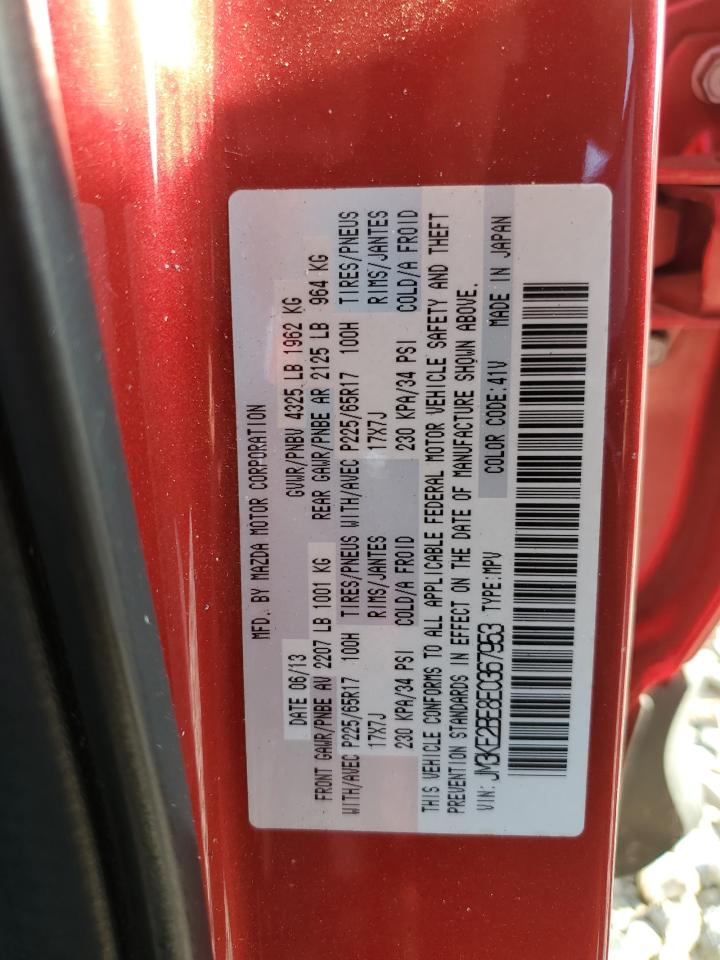 MFD. BY MAZDA MOTOR CORPORATION
DATE 06/13 GVWR/PNBV 4325 LB 1962 KG
FRONT GAWR/PNBE AV 2207 LB 1001 KG REAR GAWR/PNBE AR 2125 LB 964 KG
WITH/AVEC P225/65R17 100H TIRES/PNEUS WITH/AVEC P225/65R17 100H TIRES/PNEUS
17X7J RIMS/JANTES 17X7J RIMS/JANTES
230 KPA/34 PSI COLD/A FROID 230 KPA/34 PSI COLD/A FROID
THIS VEHICLE CONFORMS TO ALL APPLICABLE FEDERAL MOTOR VEHICLE SAFETY AND THEFT
PREVENTION STANDARDS IN EFFECT ON THE DATE OF MANUFACTURE SHOWN ABOVE.
VIN: JM3KE2BE8E0367953 TYPE:MPV COLOR CODE:41V MADE IN JAPAN